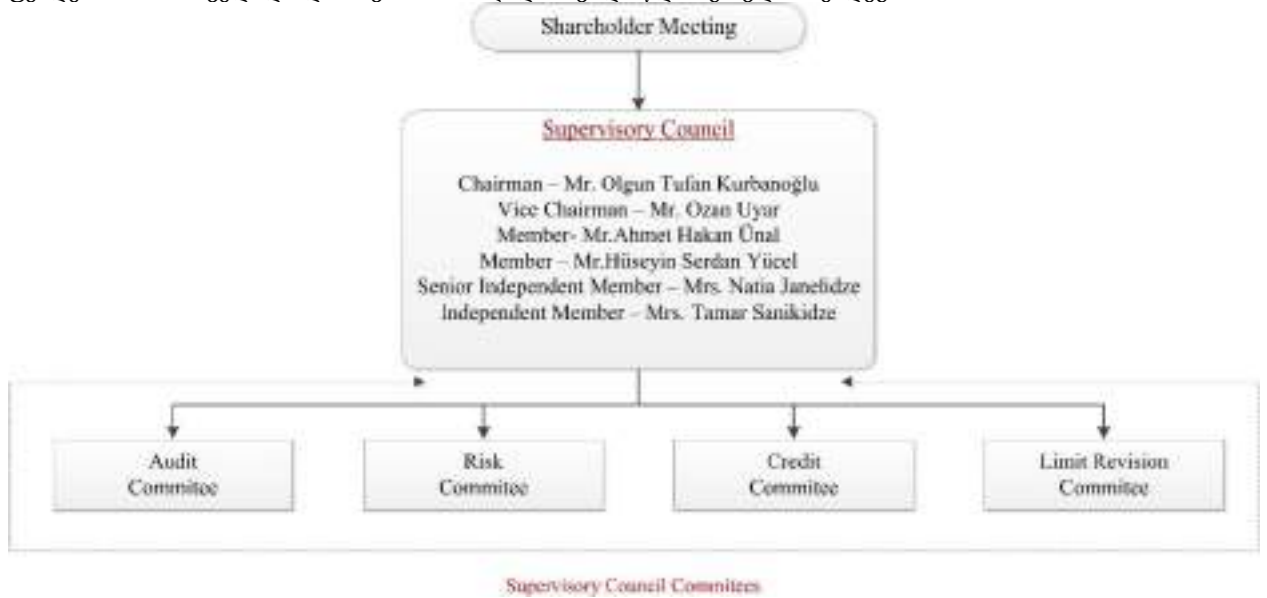 Shareholder Meeting
Supervisory Council
Chairman – Mr. Olgun Tufan Kurbanoğlu
Vice Chairman – Mr. Ozan Uyar
Member- Mr.Ahmet Hakan Ünal
Member – Mr.Hüseyin Serdan Yücel
Senior Independent Member – Mrs. Natia Janelidze
Independent Member – Mrs. Tamar Sanikidze
Audit
Commitee
Risk
Commitee
Credit
Commitee
Limit Revision
Commitee
Supervisory Council Commitees